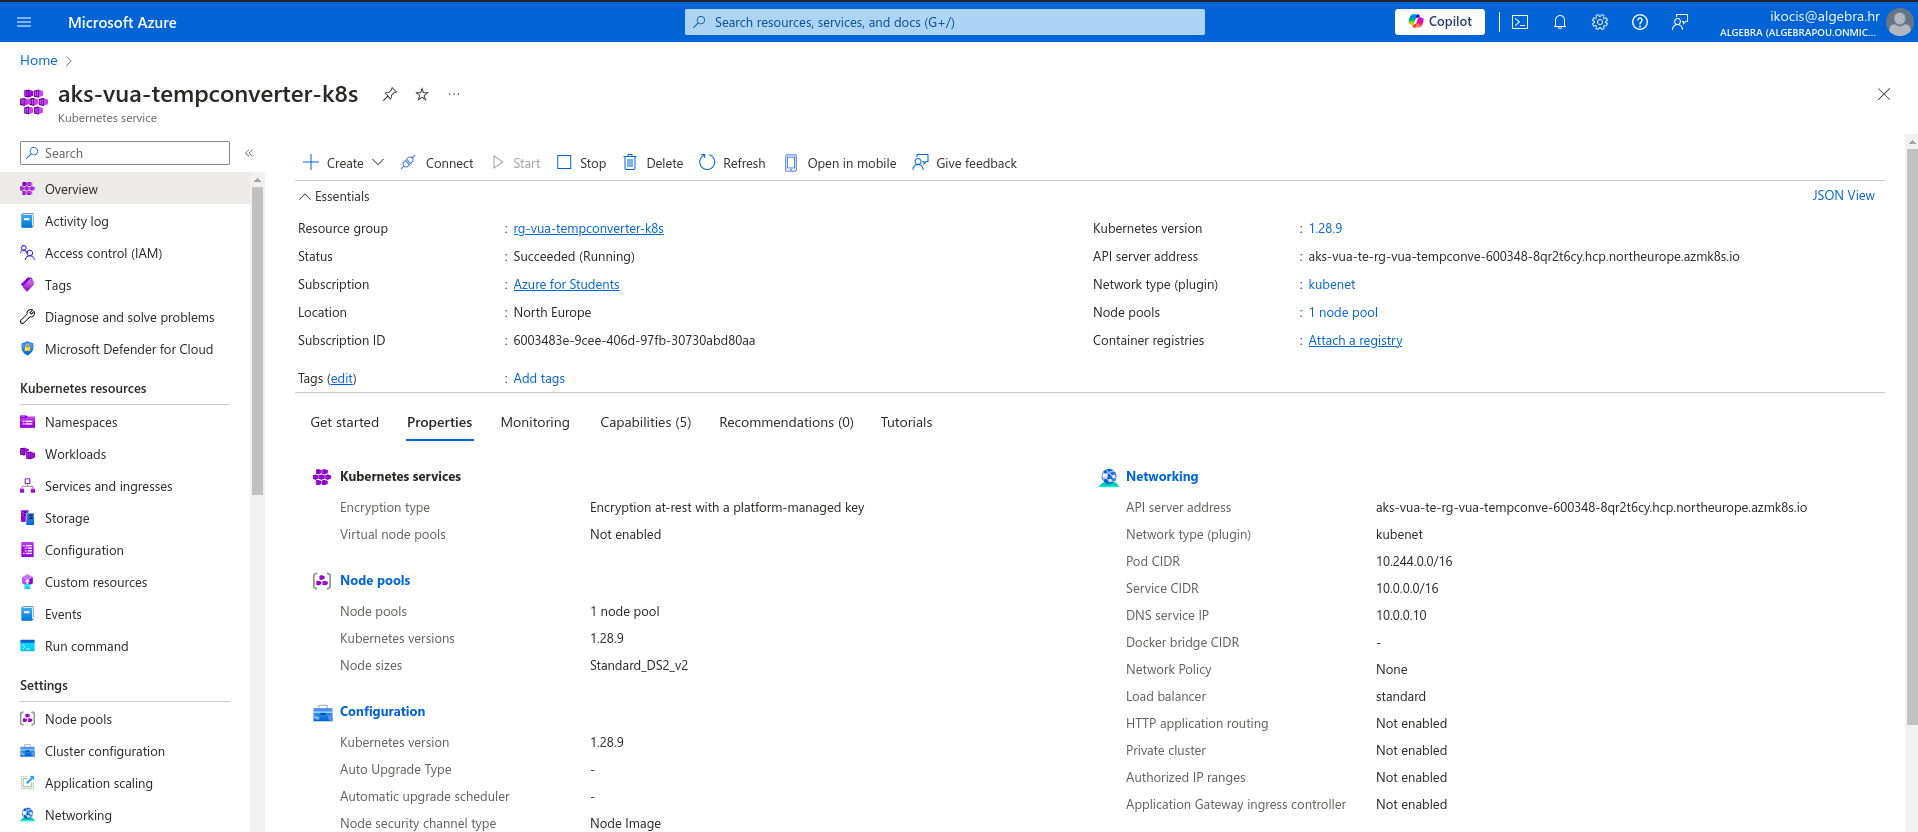 Microsoft Azure
Search resources, services, and docs (G+/)
Copilot
ikocis@algebra.hr
ALGEBRA (ALGEBRAPOU.ONMIC...
Home
aks-vua-tempconverter-k8s
Kubernetes service
Search
Overview
Activity log
Access control (IAM)
Tags
Diagnose and solve problems
Microsoft Defender for Cloud
Kubernetes resources
Namespaces
Workloads
Services and ingresses
Storage
Configuration
Custom resources
Events
Run command
Settings
Node pools
Cluster configuration
Application scaling
Networking
Create
Connect
Start
Stop
Delete
Refresh
Open in mobile
Give feedback
Essentials
JSON View
Resource group : rg-vua-tempconverter-k8s
Status : Succeeded (Running)
Subscription : Azure for Students
Location : North Europe
Subscription ID : 6003483e-9cee-406d-97fb-30730abd80aa
Tags (edit) : Add tags
Kubernetes version : 1.28.9
API server address : aks-vua-te-rg-vua-tempconve-600348-8qr2t6cy.hcp.northeurope.azmk8s.io
Network type (plugin) : kubenet
Node pools : 1 node pool
Container registries : Attach a registry
Get started
Properties
Monitoring
Capabilities (5)
Recommendations (0)
Tutorials
Kubernetes services
Encryption type Encryption at-rest with a platform-managed key
Virtual node pools Not enabled
Node pools
Node pools 1 node pool
Kubernetes versions 1.28.9
Node sizes Standard_DS2_v2
Configuration
Kubernetes version 1.28.9
Auto Upgrade Type -
Automatic upgrade scheduler -
Node security channel type Node Image
Networking
API server address aks-vua-te-rg-vua-tempconve-600348-8qr2t6cy.hcp.northeurope.azmk8s.io
Network type (plugin) kubenet
Pod CIDR 10.244.0.0/16
Service CIDR 10.0.0.0/16
DNS service IP 10.0.0.10
Docker bridge CIDR -
Network Policy None
Load balancer standard
HTTP application routing Not enabled
Private cluster Not enabled
Authorized IP ranges Not enabled
Application Gateway ingress controller Not enabled